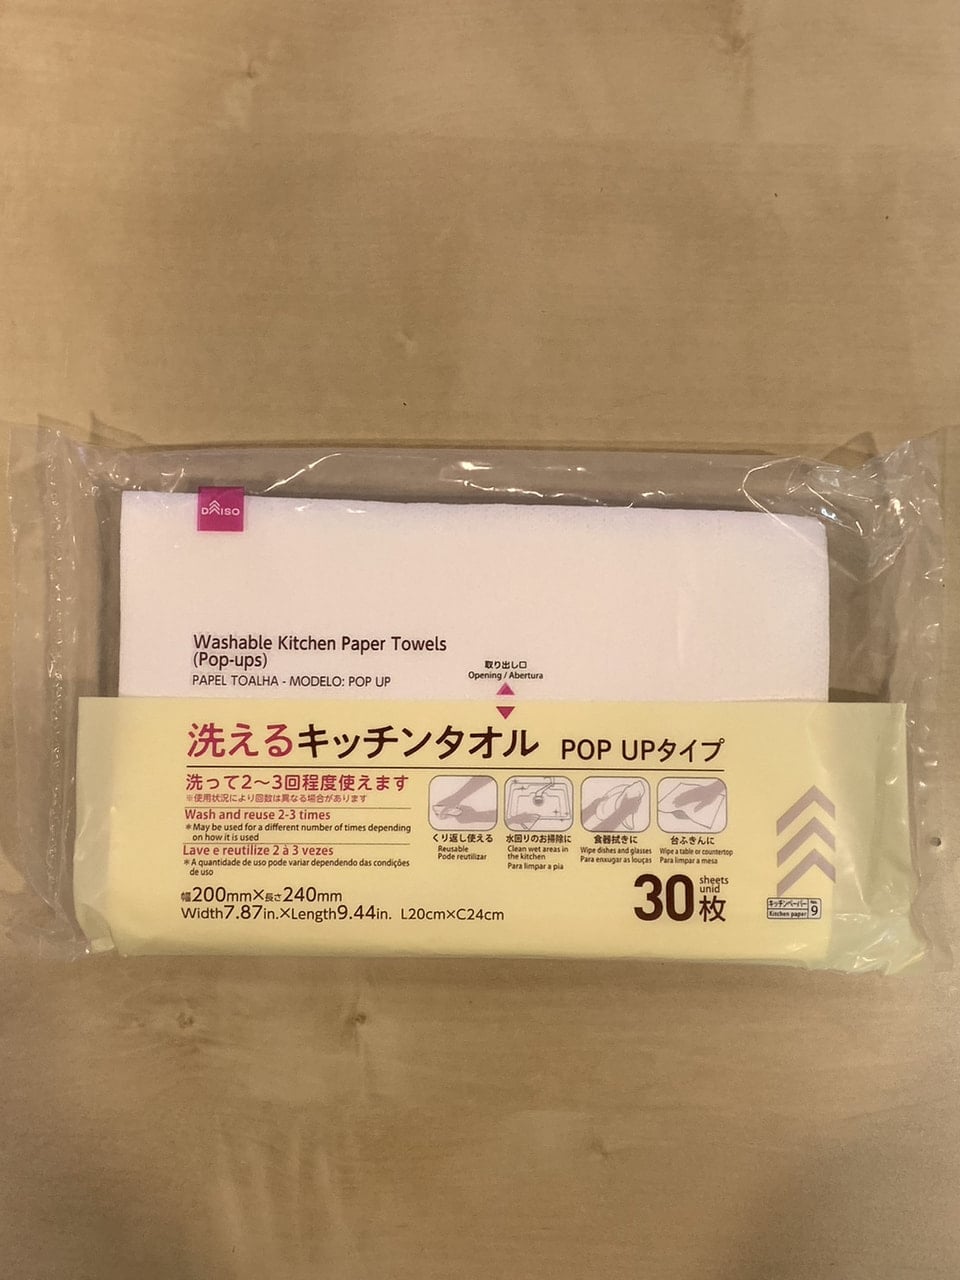 DAISO
Washable Kitchen Paper Towels
(Pop-ups)
PAPEL TOALHA - MODELO: POP UP
取り出し口
Opening / Abertura
洗えるキッチンタオル POP UPタイプ
洗って2〜3回程度使えます
※使用状況により回数は異なる場合があります
Wash and reuse 2-3 times
*May be used for a different number of times depending
on how it is used
Lave e reutilize 2 à 3 vezes
*A quantidade de uso pode variar dependendo das condições
de uso
くり返し使える
Reusable
Pode reutilizar
水回りのお掃除に
Clean wet areas in
the kitchen
Para limpar a pia
食器拭きに
Wipe dishes and glasses
Para enxugar as louças
台ふきんに
Wipe a table or countertop
Para limpar a mesa
幅200mm×長さ240mm
Width7.87in.×Length9.44in. L20cm×C24cm
30 sheets
unid
枚
キッチンペーパー
Kitchen paper
No.
9